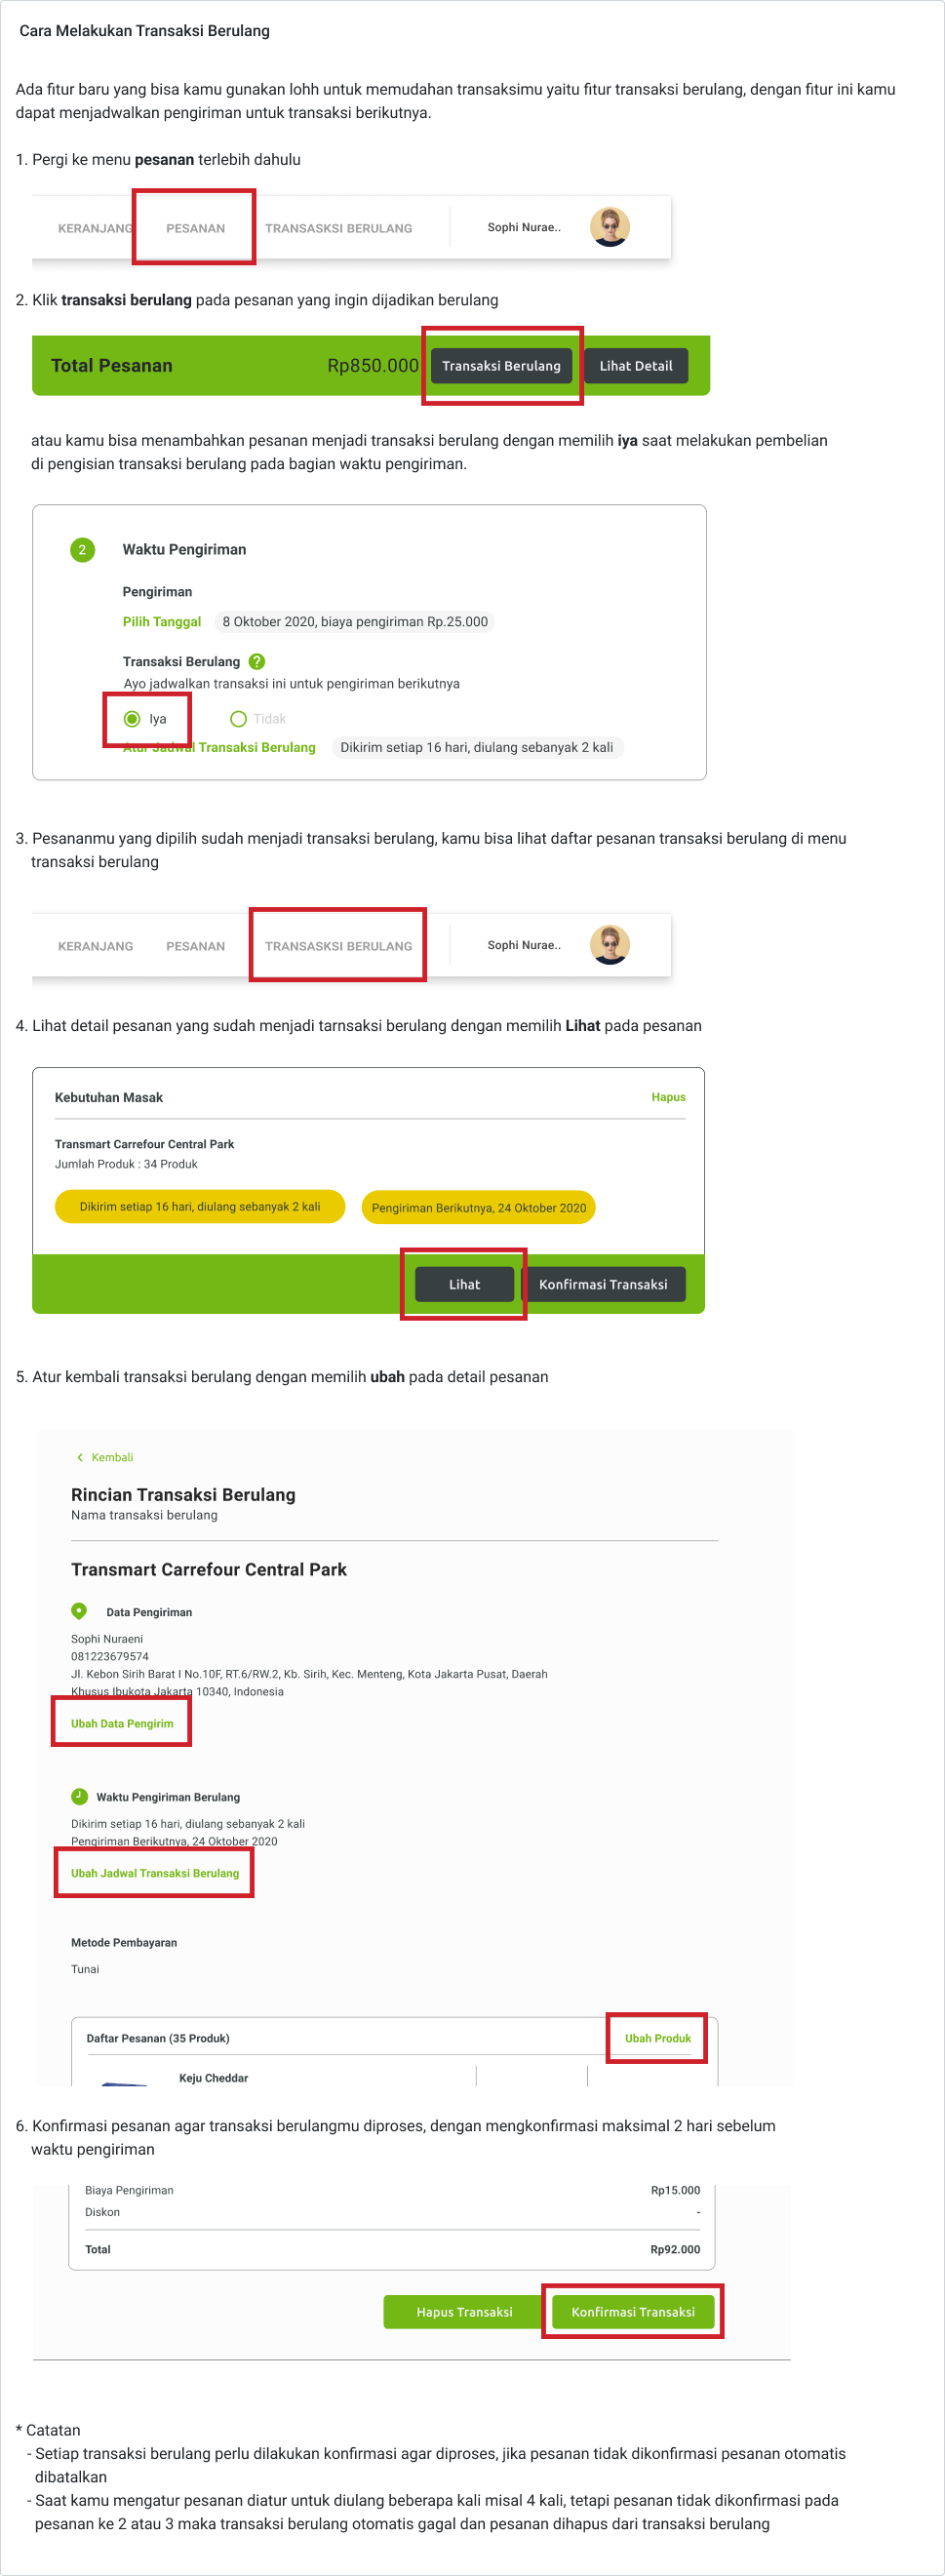 Cara Melakukan Transaksi Berulang
Ada fitur baru yang bisa kamu gunakan lohh untuk memudahan transaksimu yaitu fitur transaksi berulang, dengan fitur ini kamu
dapat menjadwalkan pengiriman untuk transaksi berikutnya.
1. Pergi ke menu pesanan terlebih dahulu
KERANJANG PESANAN TRANSASKSI BERULANG Sophi Nurae..
2. Klik transaksi berulang pada pesanan yang ingin dijadikan berulang
Total Pesanan Rp850.000 Transaksi Berulang Lihat Detail
atau kamu bisa menambahkan pesanan menjadi transaksi berulang dengan memilih iya saat melakukan pembelian
di pengisian transaksi berulang pada bagian waktu pengiriman.
2 Waktu Pengiriman
Pengiriman
Pilih Tanggal 8 Oktober 2020, biaya pengiriman Rp.25.000
Transaksi Berulang ?
Ayo jadwalkan transaksi ini untuk pengiriman berikutnya
Iya Tidak
Atur Jadwal Transaksi Berulang Dikirim setiap 16 hari, diulang sebanyak 2 kali
3. Pesananmu yang dipilih sudah menjadi transaksi berulang, kamu bisa lihat daftar pesanan transaksi berulang di menu
transaksi berulang
KERANJANG PESANAN TRANSASKSI BERULANG Sophi Nurae..
4. Lihat detail pesanan yang sudah menjadi tarnsaksi berulang dengan memilih Lihat pada pesanan
Kebutuhan Masak Hapus
Transmart Carrefour Central Park
Jumlah Produk : 34 Produk
Dikirim setiap 16 hari, diulang sebanyak 2 kali Pengiriman Berikutnya, 24 Oktober 2020
Lihat Konfirmasi Transaksi
5. Atur kembali transaksi berulang dengan memilih ubah pada detail pesanan
< Kembali
Rincian Transaksi Berulang
Nama transaksi berulang
Transmart Carrefour Central Park
Data Pengiriman
Sophi Nuraeni
081223679574
Jl. Kebon Sirih Barat I No.10F, RT.6/RW.2, Kb. Sirih, Kec. Menteng, Kota Jakarta Pusat, Daerah
Khusus Ibukota Jakarta 10340, Indonesia
Ubah Data Pengirim
Waktu Pengiriman Berulang
Dikirim setiap 16 hari, diulang sebanyak 2 kali
Pengiriman Berikutnya, 24 Oktober 2020
Ubah Jadwal Transaksi Berulang
Metode Pembayaran
Tunai
Daftar Pesanan (35 Produk) Ubah Produk
Keju Cheddar
6. Konfirmasi pesanan agar transaksi berulangmu diproses, dengan mengkonfirmasi maksimal 2 hari sebelum
waktu pengiriman
Biaya Pengiriman Rp15.000
Diskon -
Total Rp92.000
Hapus Transaksi Konfirmasi Transaksi
* Catatan
- Setiap transaksi berulang perlu dilakukan konfirmasi agar diproses, jika pesanan tidak dikonfirmasi pesanan otomatis
dibatalkan
- Saat kamu mengatur pesanan diatur untuk diulang beberapa kali misal 4 kali, tetapi pesanan tidak dikonfirmasi pada
pesanan ke 2 atau 3 maka transaksi berulang otomatis gagal dan pesanan dihapus dari transaksi berulang